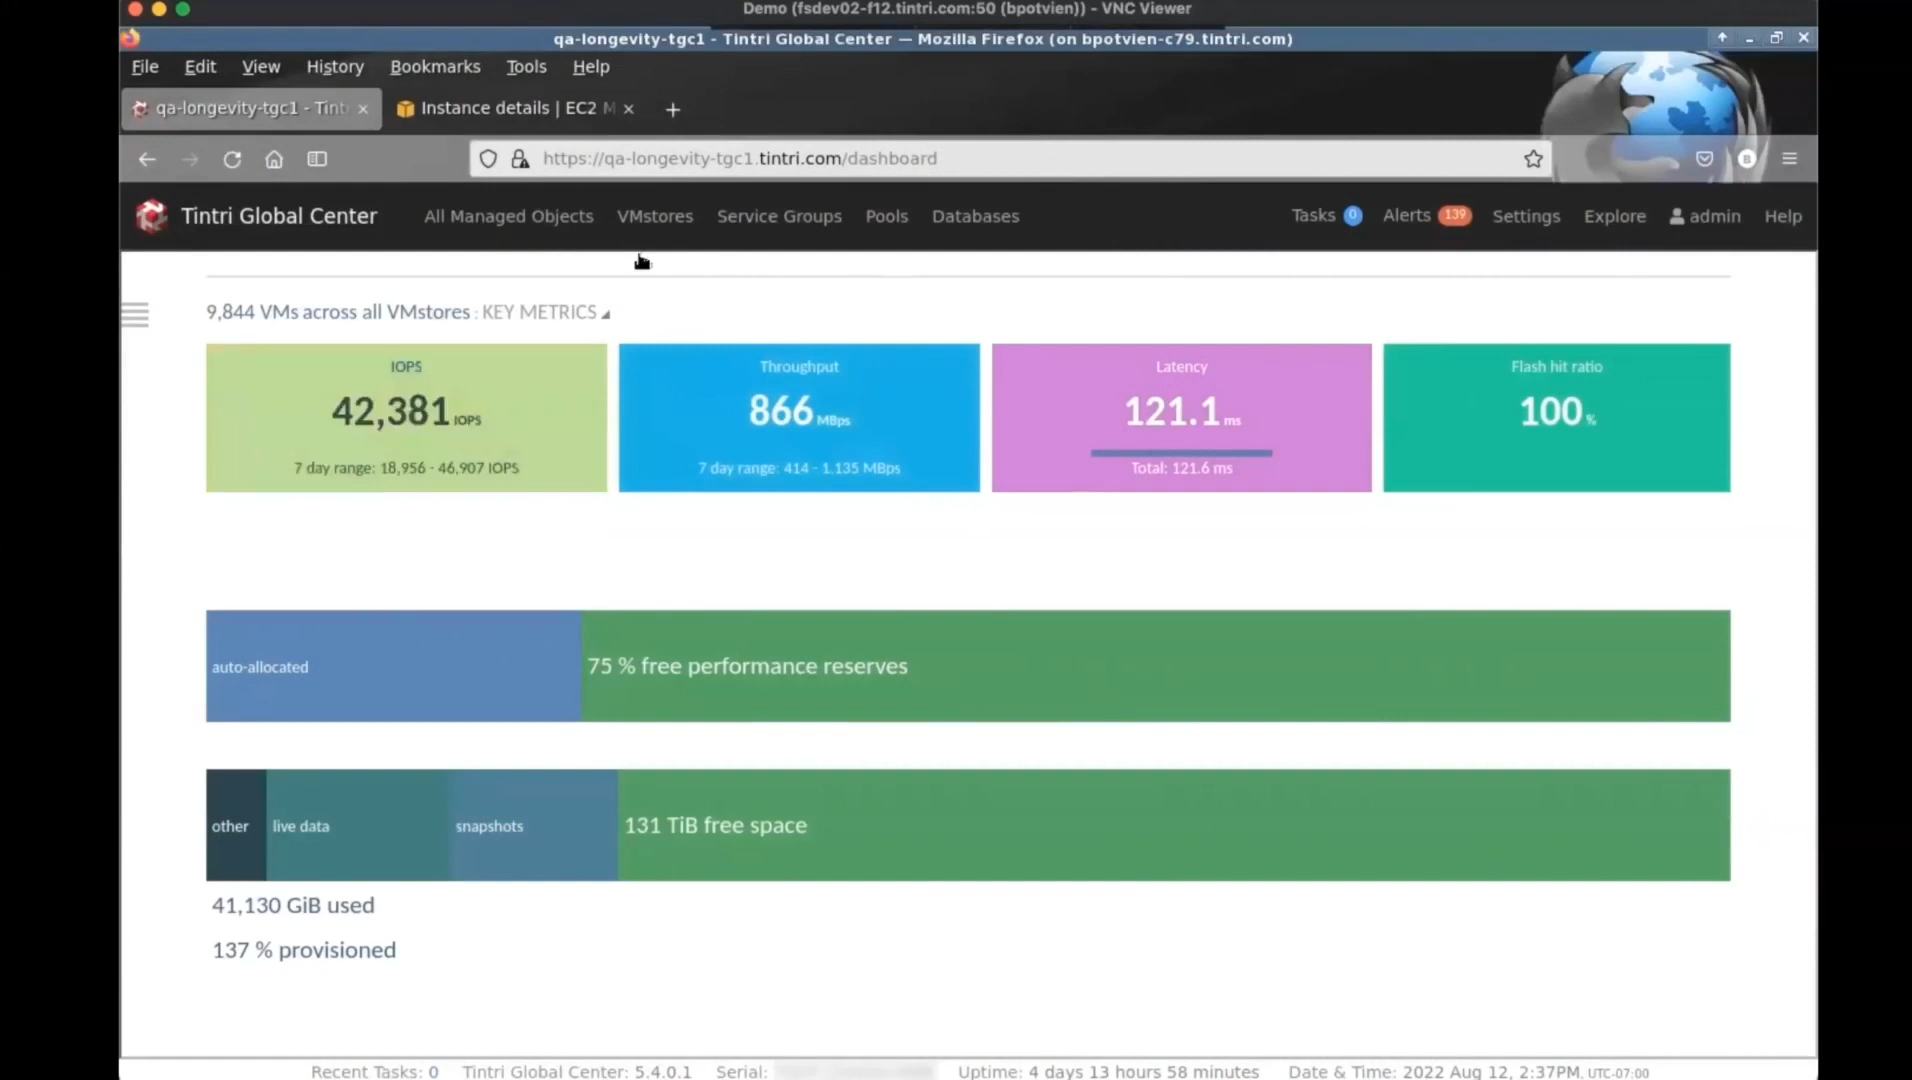 Demo (fsdev02-f12.tintri.com:50 (bpotvien)) - VNC Viewer
qa-longevity-tgc1 - Tintri Global Center — Mozilla Firefox (on bpotvien-c79.tintri.com)
File Edit View History Bookmarks Tools Help
qa-longevity-tgc1 - Tint Instance details | EC2 M
https://qa-longevity-tgc1.tintri.com/dashboard
Tintri Global Center All Managed Objects VMstores Service Groups Pools Databases Tasks 0 Alerts 139 Settings Explore admin Help
9,844 VMs across all VMstores : KEY METRICS
IOPS
42,381 IOPS
7 day range: 18,956 - 46,907 IOPS
Throughput
866 MBps
7 day range: 414 - 1,135 MBps
Latency
121.1 ms
Total: 121.6 ms
Flash hit ratio
100 %
auto-allocated 75 % free performance reserves
other live data snapshots 131 TiB free space
41,130 GiB used
137 % provisioned
Recent Tasks: 0 Tintri Global Center: 5.4.0.1 Serial: Uptime: 4 days 13 hours 58 minutes Date & Time: 2022 Aug 12, 2:37PM, UTC-07:00